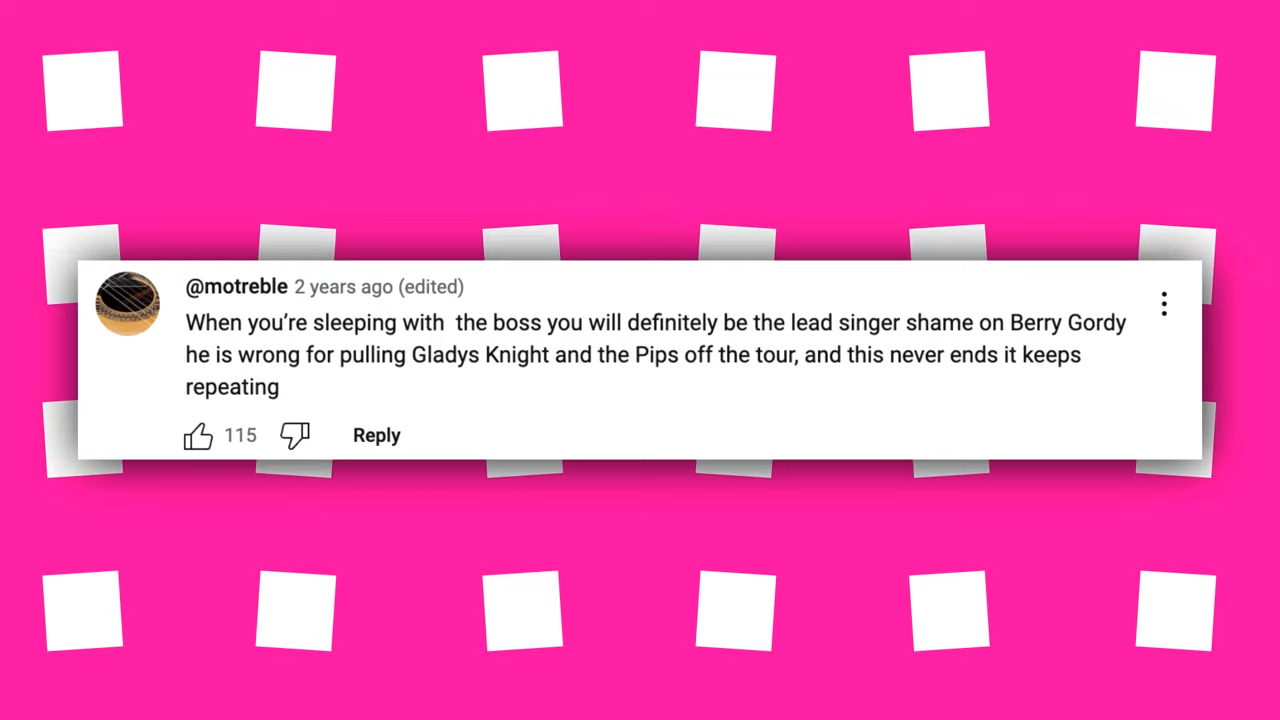 @motreble 2 years ago (edited)
When you’re sleeping with  the boss you will definitely be the lead singer shame on Berry Gordy
he is wrong for pulling Gladys Knight and the Pips off the tour, and this never ends it keeps
repeating
115 Reply